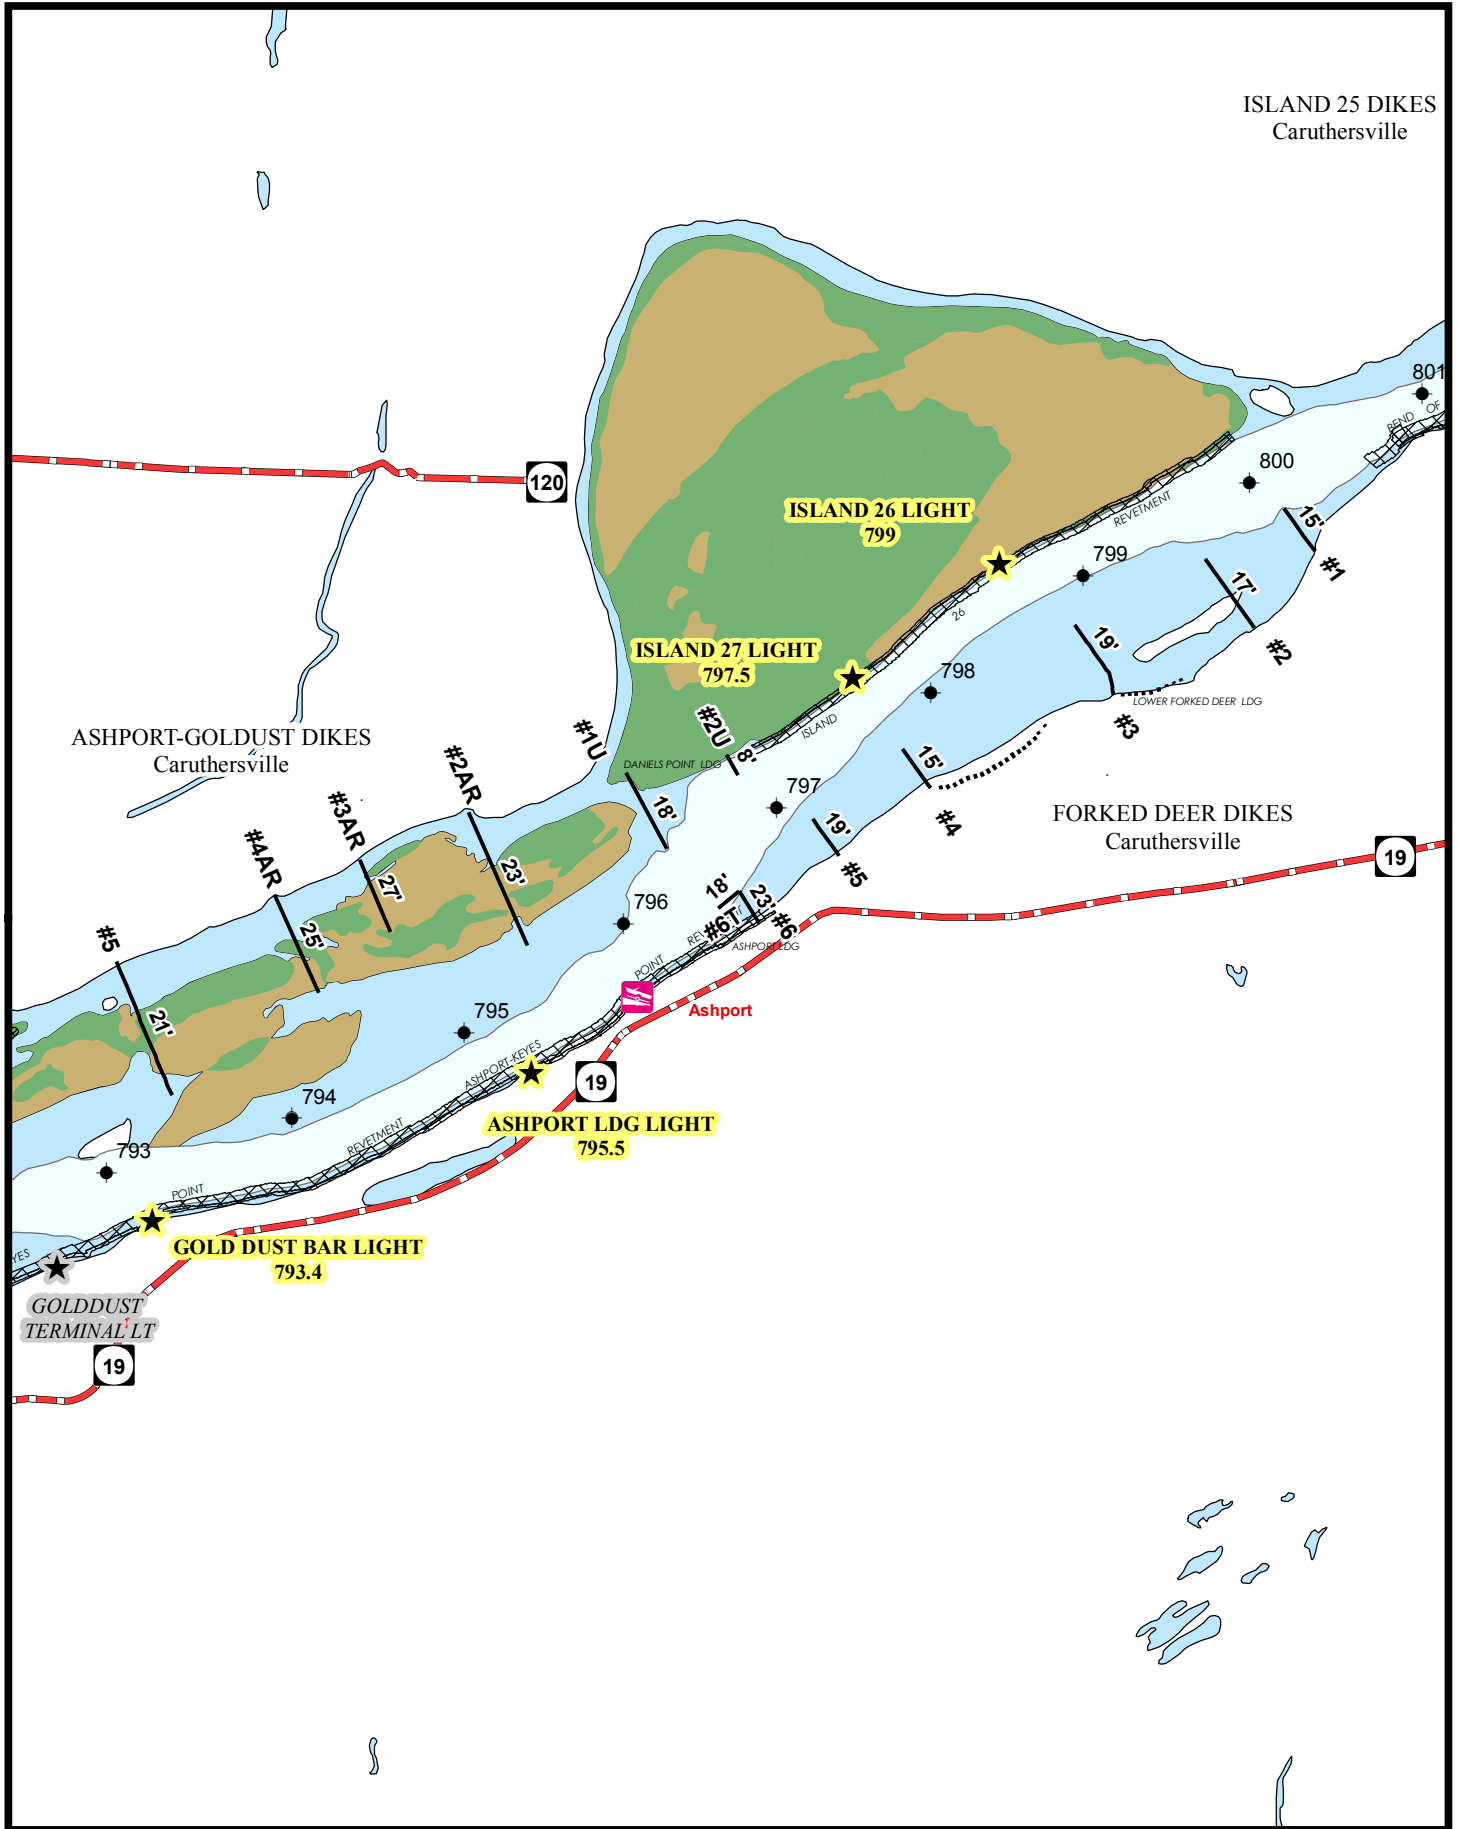 ISLAND 25 DIKES
Caruthersville
801
BEND OF
120
800
ISLAND 26 LIGHT
799
REVETMENT
15'
#1
799
17'
#2
26
ISLAND 27 LIGHT
797.5
19'
#3
798
LOWER FORKED DEER LDG
ISLAND
#2U
8'
#1U
DANIELS POINT LDG
18'
ASHPORT-GOLDUST DIKES
Caruthersville
#2AR
23'
#3AR
27'
#4AR
25'
#5
21'
797
15'
#4
FORKED DEER DIKES
Caruthersville
19'
#5
19
796
18'
#6T
23'
#6
ASHPORT LDG
POINT
Ashport
795
ASHPORT-KEYES
19
794
ASHPORT LDG LIGHT
795.5
REVETMENT
793
POINT
GOLD DUST BAR LIGHT
793.4
YES
GOLDDUST
TERMINAL LT
19